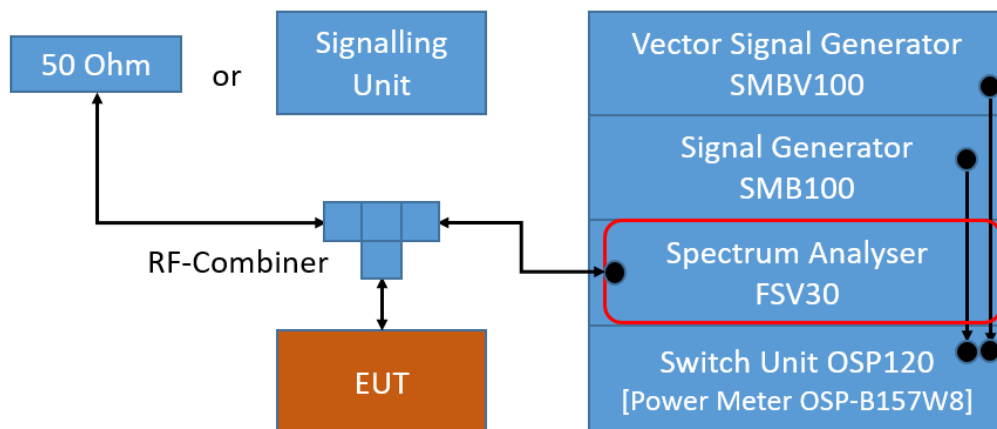 50 Ohm
or
Signalling
Unit
RF-Combiner
EUT
Vector Signal Generator
SMBV100
Signal Generator
SMB100
Spectrum Analyser
FSV30
Switch Unit OSP120
[Power Meter OSP-B157W8]